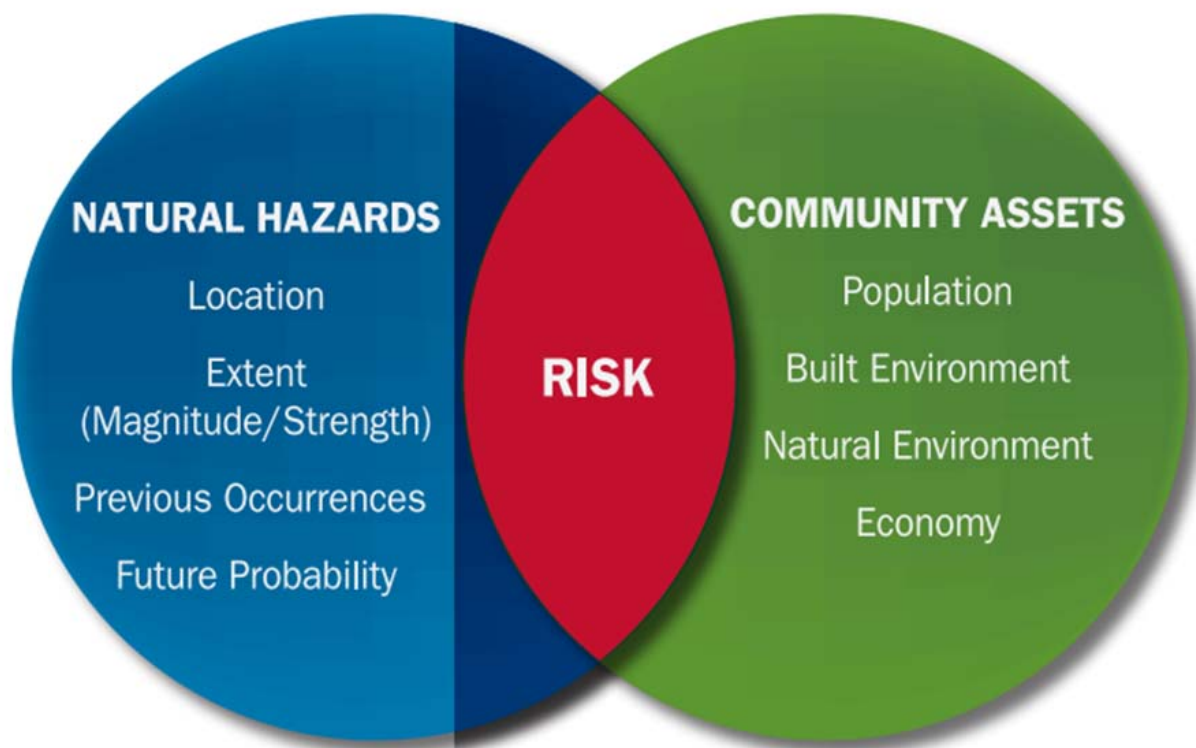 NATURAL HAZARDS
Location
Extent
(Magnitude/Strength)
Previous Occurrences
Future Probability
RISK
COMMUNITY ASSETS
Population
Built Environment
Natural Environment
Economy